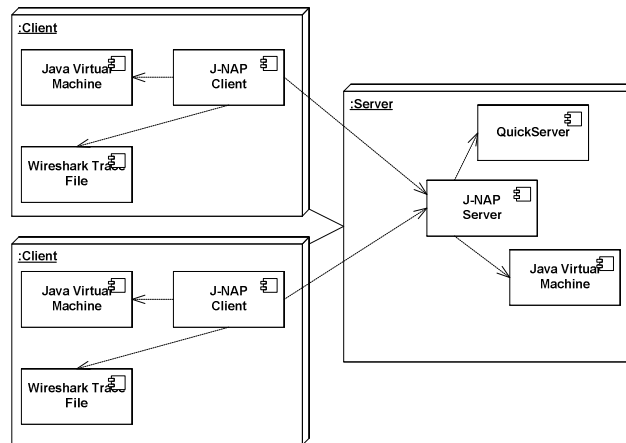 :Client
Java Virtual
Machine
J-NAP
Client
Wireshark Trace
File
:Client
Java Virtual
Machine
J-NAP
Client
Wireshark Trace
File
:Server
QuickServer
J-NAP
Server
Java Virtual
Machine